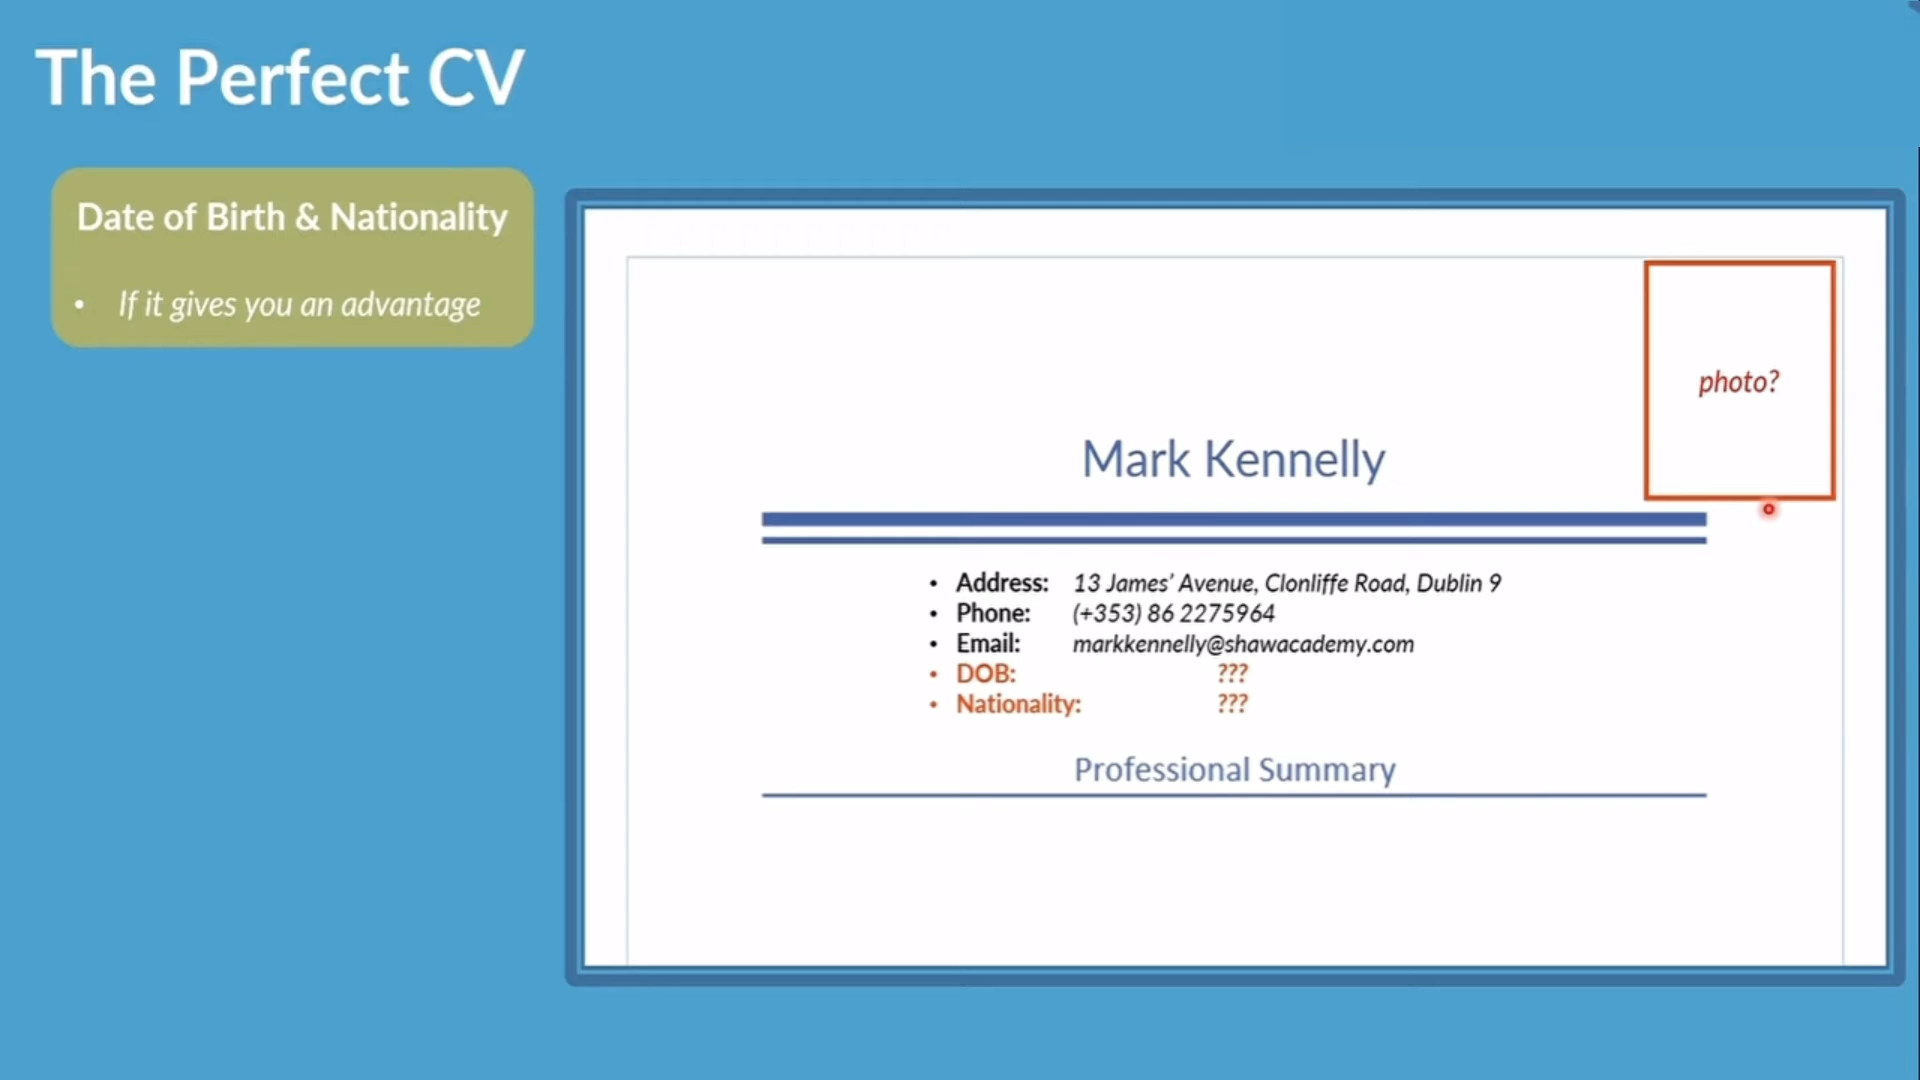 The Perfect CV
Date of Birth & Nationality
• If it gives you an advantage
photo?
Mark Kennelly
• Address: 13 James’ Avenue, Clonliffe Road, Dublin 9
• Phone: (+353) 86 2275964
• Email: markkennelly@shawacademy.com
• DOB: ???
• Nationality: ???
Professional Summary